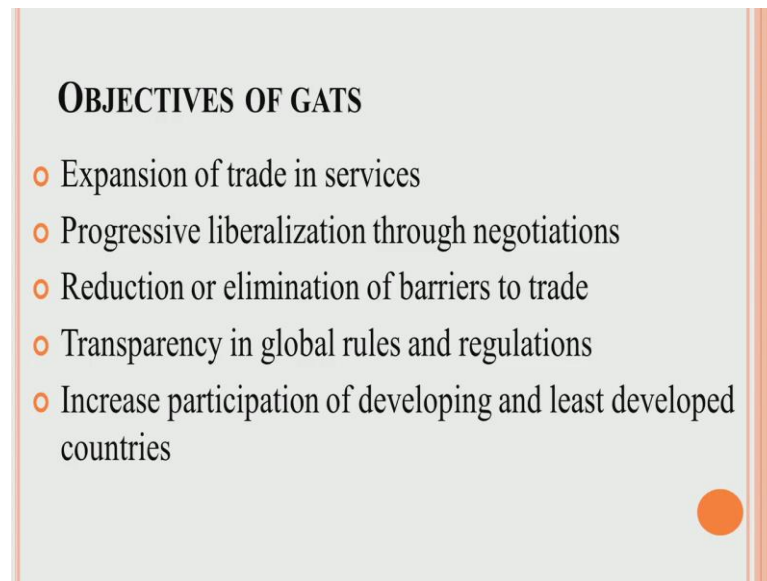 OBJECTIVES OF GATS
Expansion of trade in services
Progressive liberalization through negotiations
Reduction or elimination of barriers to trade
Transparency in global rules and regulations
Increase participation of developing and least developed
countries